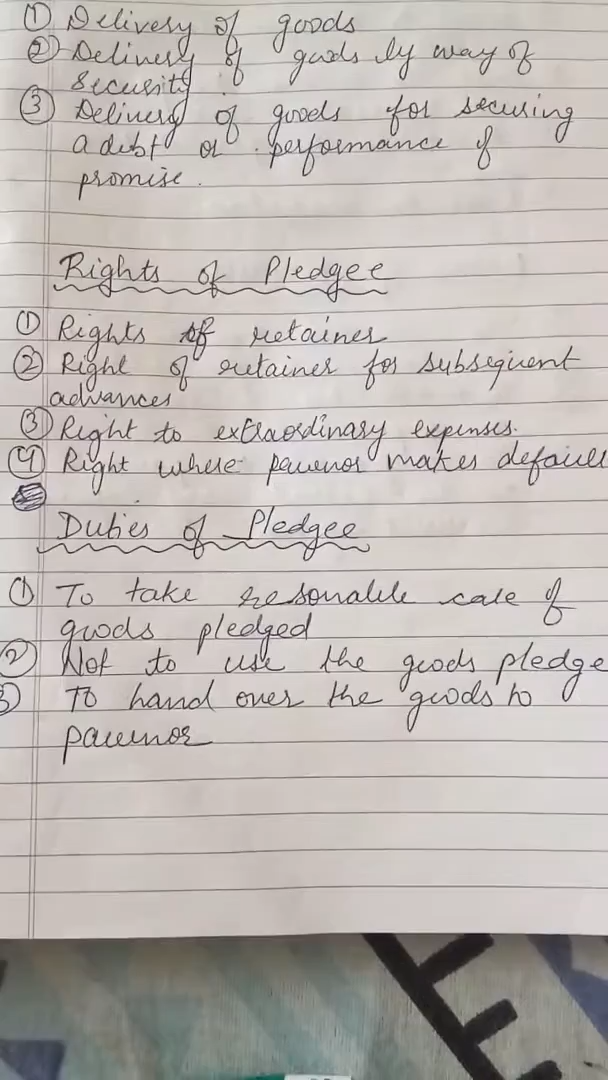 ① Delivery of goods
② Delivery of goods by way of
security.
③ Delivery of goods for securing
a debt or performance of
promise.
Rights of Pledgee
① Rights of retainer
② Right of retainer for subsequent
advances
③ Right to extraordinary expenses.
④ Right where pawnor makes default
Duties of Pledgee
① To take resonable care of
goods pledged
② Not to use the goods pledge
③ To hand over the goods to
pawnor